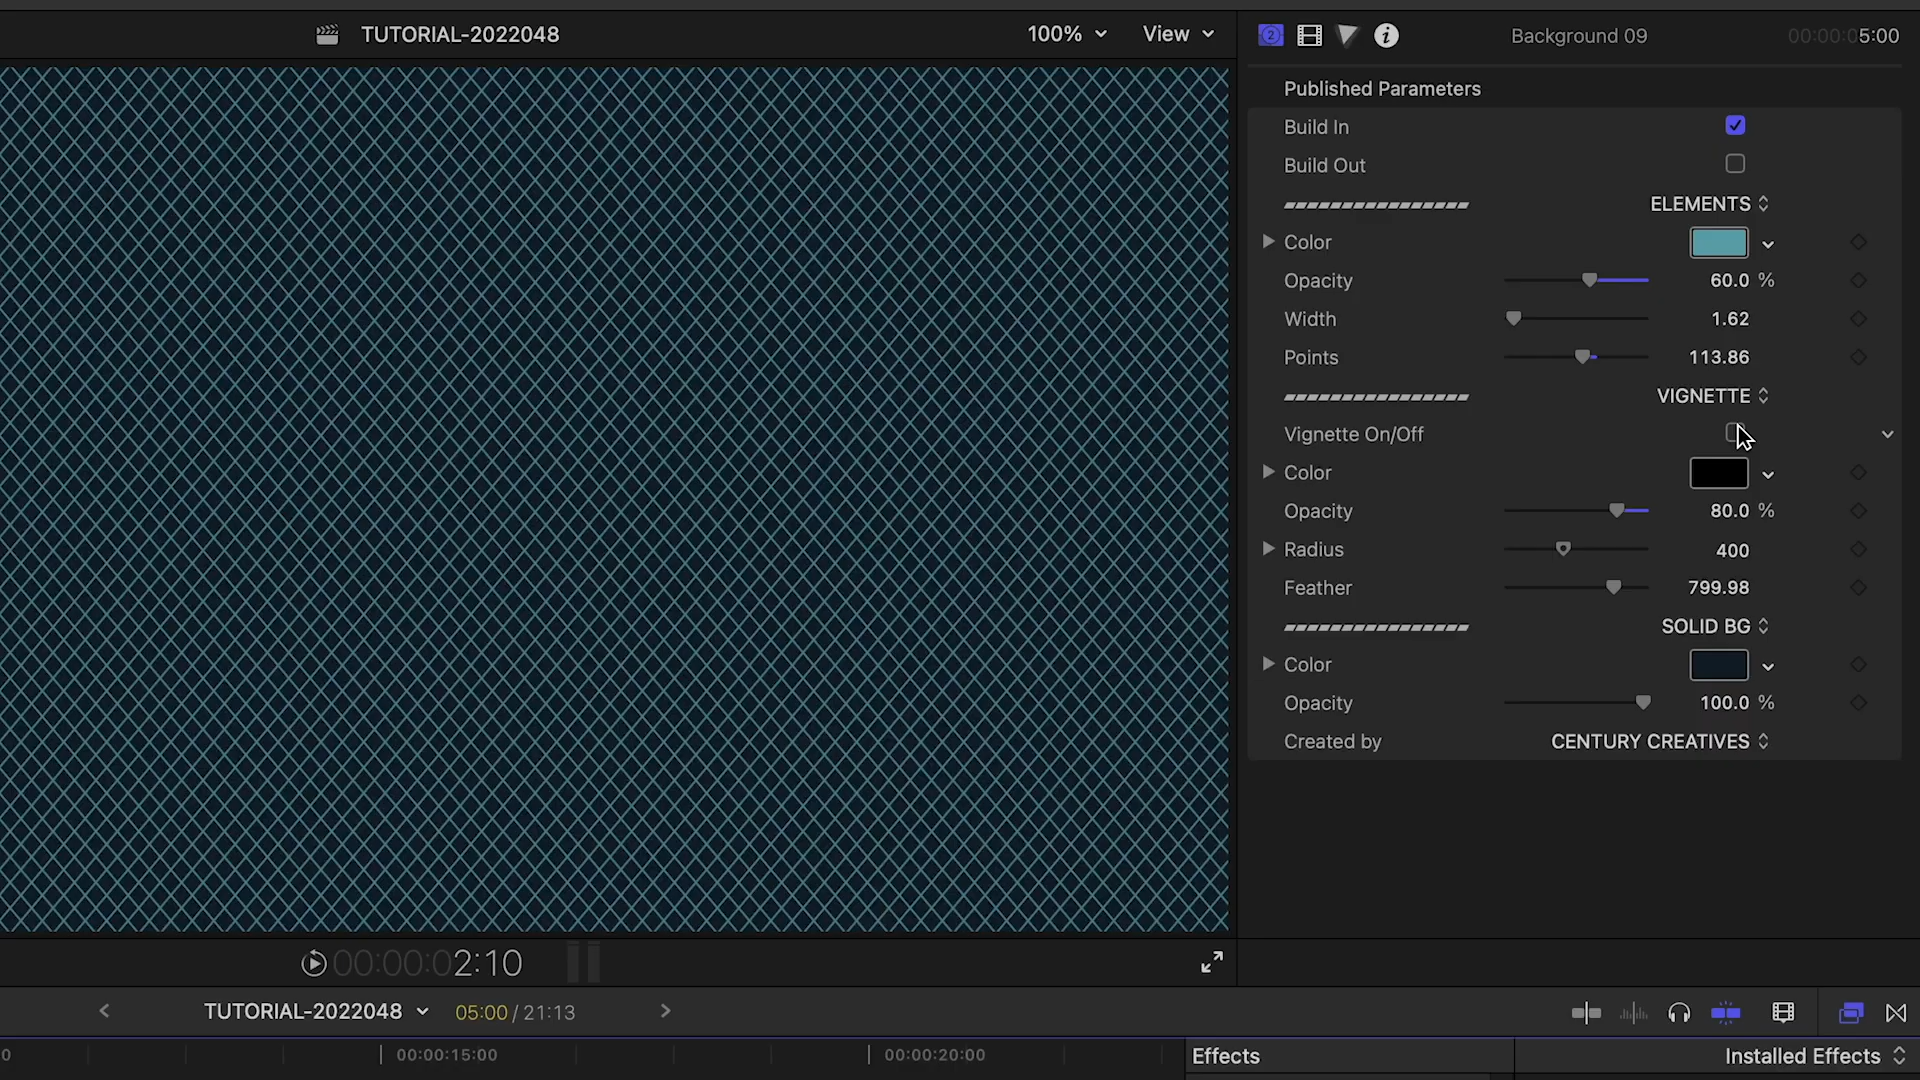 TUTORIAL-2022048
100%
View
2
Background 09
00:00:05:00
Published Parameters
Build In
Build Out
ELEMENTS
Color
Opacity 60.0 %
Width 1.62
Points 113.86
VIGNETTE
Vignette On/Off
Color
Opacity 80.0 %
Radius 400
Feather 799.98
SOLID BG
Color
Opacity 100.0 %
Created by CENTURY CREATIVES
00:00:02:10
TUTORIAL-2022048 05:00 / 21:13
0 00:00:15:00 00:00:20:00
Effects Installed Effects